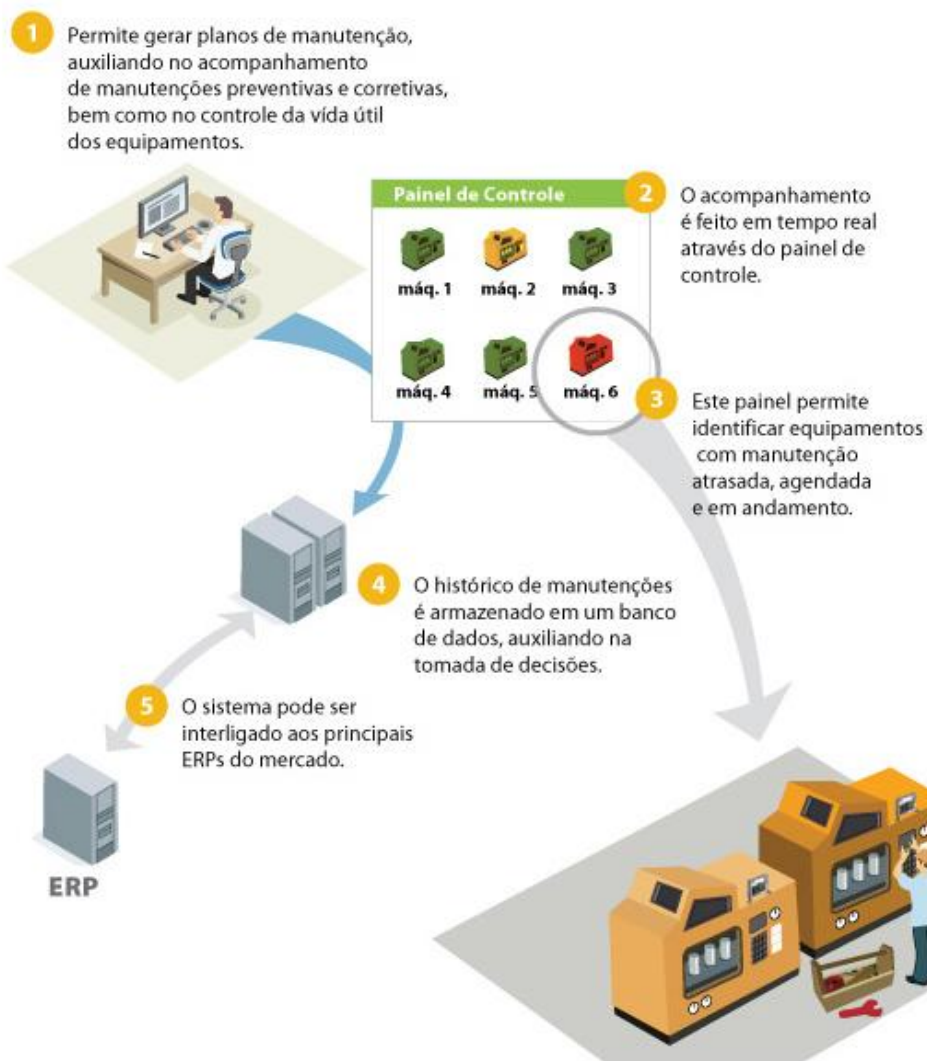 1
Permite gerar planos de manutenção,
auxiliando no acompanhamento
de manutenções preventivas e corretivas,
bem como no controle da vída útil
dos equipamentos.
Painel de Controle
máq. 1 máq. 2 máq. 3
máq. 4 máq. 5 máq. 6
2
O acompanhamento
é feito em tempo real
através do painel de
controle.
3
Este painel permite
identificar equipamentos
com manutenção
atrasada, agendada
e em andamento.
4
O histórico de manutenções
é armazenado em um banco
de dados, auxiliando na
tomada de decisões.
5
O sistema pode ser
interligado aos principais
ERPs do mercado.
ERP